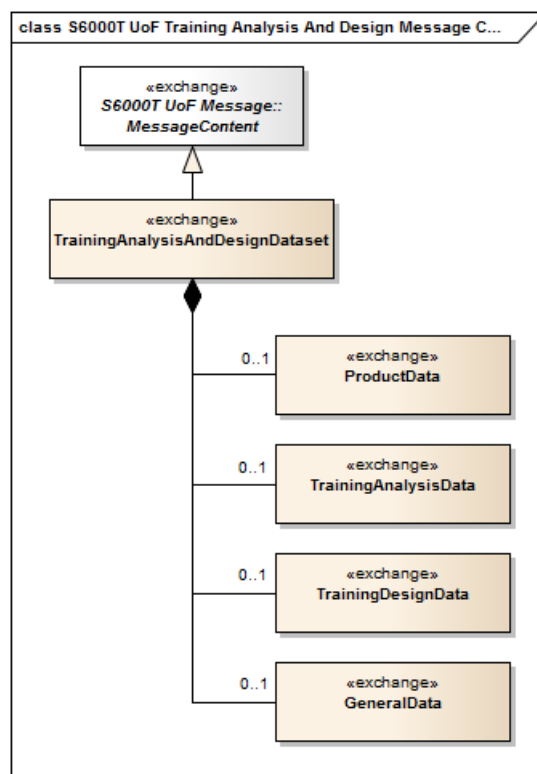 class S6000T UoF Training Analysis And Design Message C...
«exchange»
S6000T UoF Message::
MessageContent
«exchange»
TrainingAnalysisAndDesignDataset
0..1
«exchange»
ProductData
0..1
«exchange»
TrainingAnalysisData
0..1
«exchange»
TrainingDesignData
0..1
«exchange»
GeneralData